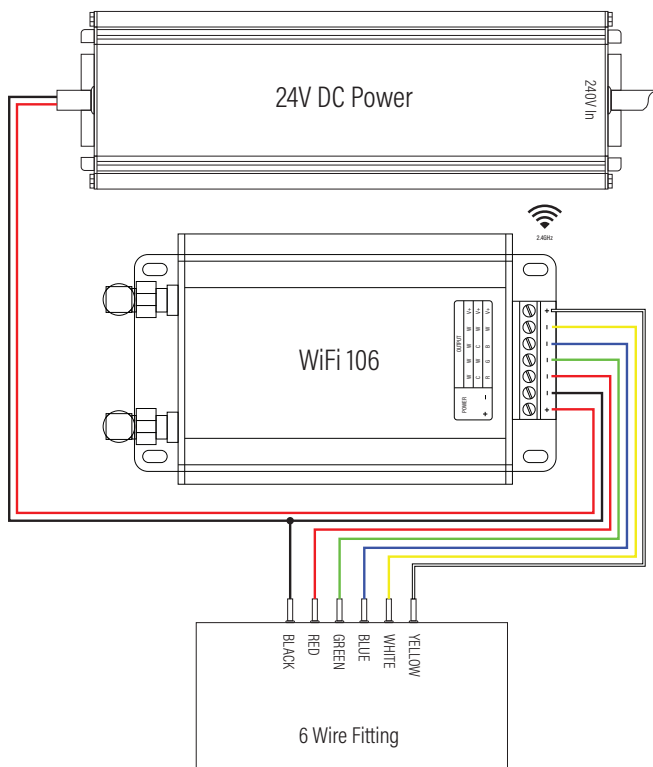 24V DC Power
240V In
2.4GHz
WiFi 106
OUTPUT
W W W V+
C W C W V+
R G B W V+
POWER
+ -
+
-
-
-
-
-
+
BLACK
RED
GREEN
BLUE
WHITE
YELLOW
6 Wire Fitting